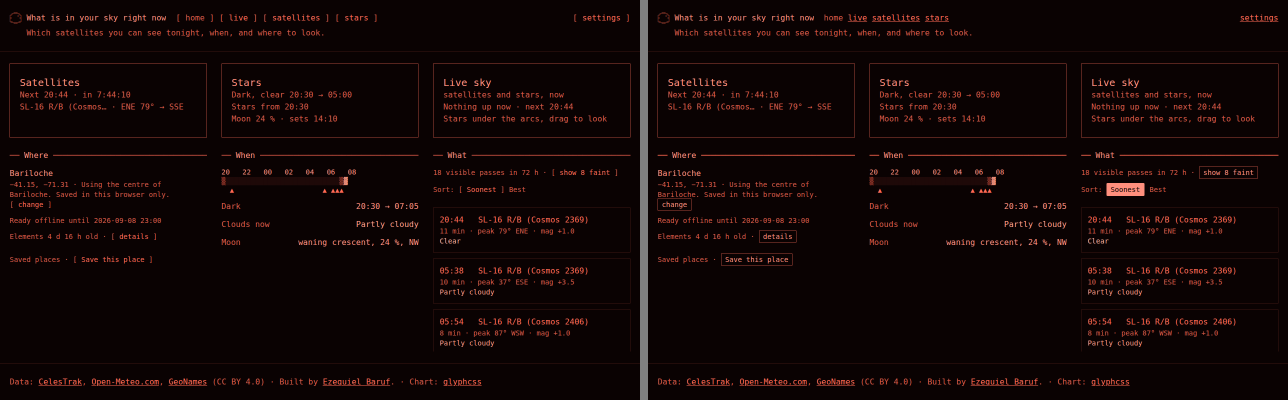 What is in your sky right now [ home ] [ live ] [ satellites ] [ stars ] [ settings ]
Which satellites you can see tonight, when, and where to look.
Satellites
Next 20:44 · in 7:44:10
SL-16 R/B (Cosmos… · ENE 79° → SSE
Stars
Dark, clear 20:30 → 05:00
Stars from 20:30
Moon 24 % · sets 14:10
Live sky
satellites and stars, now
Nothing up now · next 20:44
Stars under the arcs, drag to look
Where
Bariloche
−41.15, −71.31 · Using the centre of
Bariloche. Saved in this browser only.
[ change ]
Ready offline until 2026-09-08 23:00
Elements 4 d 16 h old · [ details ]
Saved places · [ Save this place ]
When
20 22 00 02 04 06 08
Dark 20:30 → 07:05
Clouds now Partly cloudy
Moon waning crescent, 24 %, NW
What
18 visible passes in 72 h · [ show 8 faint ]
Sort: [ Soonest ] Best
20:44 SL-16 R/B (Cosmos 2369)
11 min · peak 79° ENE · mag +1.0
Clear
05:38 SL-16 R/B (Cosmos 2369)
10 min · peak 37° ESE · mag +3.5
Partly cloudy
05:54 SL-16 R/B (Cosmos 2406)
8 min · peak 87° WSW · mag +1.0
Partly cloudy
Data: CelesTrak, Open-Meteo.com, GeoNames (CC BY 4.0) · Built by Ezequiel Baruf. · Chart: glyphcss
What is in your sky right now home live satellites stars settings
Which satellites you can see tonight, when, and where to look.
Satellites
Next 20:44 · in 7:44:10
SL-16 R/B (Cosmos… · ENE 79° → SSE
Stars
Dark, clear 20:30 → 05:00
Stars from 20:30
Moon 24 % · sets 14:10
Live sky
satellites and stars, now
Nothing up now · next 20:44
Stars under the arcs, drag to look
Where
Bariloche
−41.15, −71.31 · Using the centre of
Bariloche. Saved in this browser only.
change
Ready offline until 2026-09-08 23:00
Elements 4 d 16 h old · details
Saved places · Save this place
When
20 22 00 02 04 06 08
Dark 20:30 → 07:05
Clouds now Partly cloudy
Moon waning crescent, 24 %, NW
What
18 visible passes in 72 h · show 8 faint
Sort: Soonest Best
20:44 SL-16 R/B (Cosmos 2369)
11 min · peak 79° ENE · mag +1.0
Clear
05:38 SL-16 R/B (Cosmos 2369)
10 min · peak 37° ESE · mag +3.5
Partly cloudy
05:54 SL-16 R/B (Cosmos 2406)
8 min · peak 87° WSW · mag +1.0
Partly cloudy
Data: CelesTrak, Open-Meteo.com, GeoNames (CC BY 4.0) · Built by Ezequiel Baruf. · Chart: glyphcss